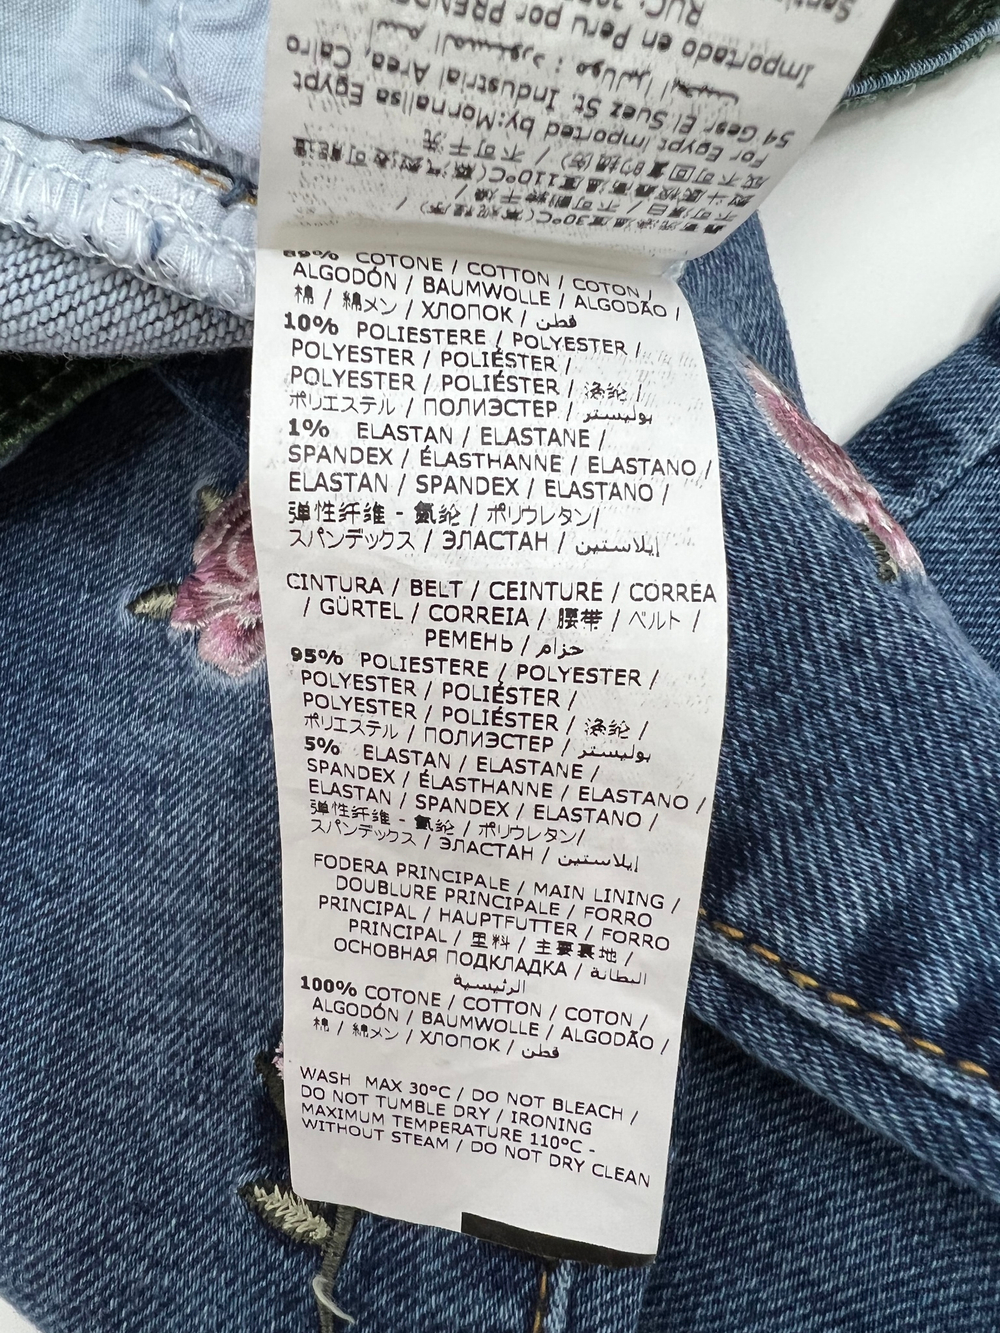 Importado en Peru por
54 Gesr El Suez St. Industrial Area, Cairo
For Egypt Imported by:Mornalisa Egypt
89% COTONE / COTTON / COTON /
ALGODÓN / BAUMWOLLE / ALGODÃO /
棉 / 綿メン / ХЛОПОК / قطن
10% POLIESTERE / POLYESTER /
POLYESTER / POLIÉSTER /
POLYESTER / POLIÉSTER / 涤纶 /
ポリエステル / ПОЛИЭСТЕР / بوليستر
1% ELASTAN / ELASTANE /
SPANDEX / ÉLASTHANNE / ELASTANO /
ELASTAN / SPANDEX / ELASTANO /
弹性纤维 - 氨纶 / ポリウレタン/
スパンデックス / ЭЛАСТАН / إيلاستين
CINTURA / BELT / CEINTURE / CORREA
/ GÜRTEL / CORREIA / 腰带 / ベルト /
РЕМЕНЬ / حزام
95% POLIESTERE / POLYESTER /
POLYESTER / POLIÉSTER /
POLYESTER / POLIÉSTER / 涤纶 /
ポリエステル / ПОЛИЭСТЕР / بوليستر
5% ELASTAN / ELASTANE /
SPANDEX / ÉLASTHANNE / ELASTANO /
ELASTAN / SPANDEX / ELASTANO /
弹性纤维 - 氨纶 / ポリウレタン/
スパンデックス / ЭЛАСТАН / إيلاستين
FODERA PRINCIPALE / MAIN LINING /
DOUBLURE PRINCIPALE / FORRO
PRINCIPAL / HAUPTFUTTER / FORRO
PRINCIPAL / 里料 / 主要裏地 /
ОСНОВНАЯ ПОДКЛАДКА / البطانة
الرئيسية
100% COTONE / COTTON / COTON /
ALGODÓN / BAUMWOLLE / ALGODÃO /
棉 / 綿メン / ХЛОПОК / قطن
WASH MAX 30°C / DO NOT BLEACH /
DO NOT TUMBLE DRY / IRONING
MAXIMUM TEMPERATURE 110°C -
WITHOUT STEAM / DO NOT DRY CLEAN